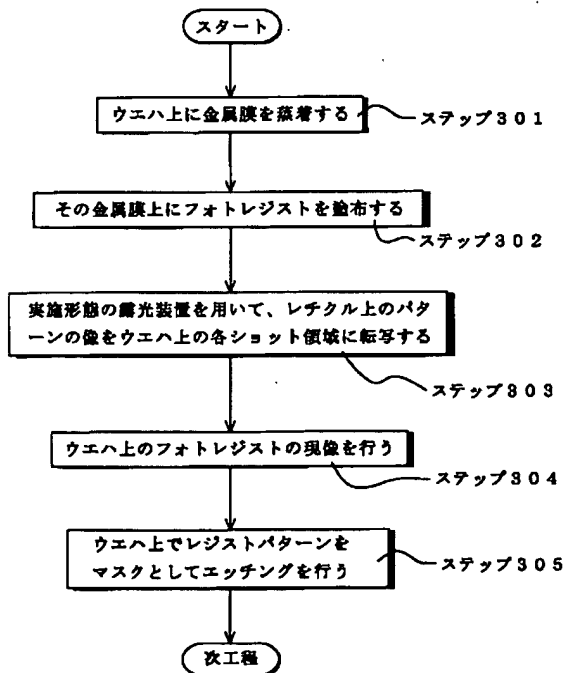 スタート
ウエハ上に金属膜を蒸着する
ステップ301
その金属膜上にフォトレジストを塗布する
ステップ302
実施形態の露光装置を用いて、レチクル上のパタ
ーンの像をウエハ上の各ショット領域に転写する
ステップ303
ウエハ上のフォトレジストの現像を行う
ステップ304
ウエハ上でレジストパターンを
マスクとしてエッチングを行う
ステップ305
次工程